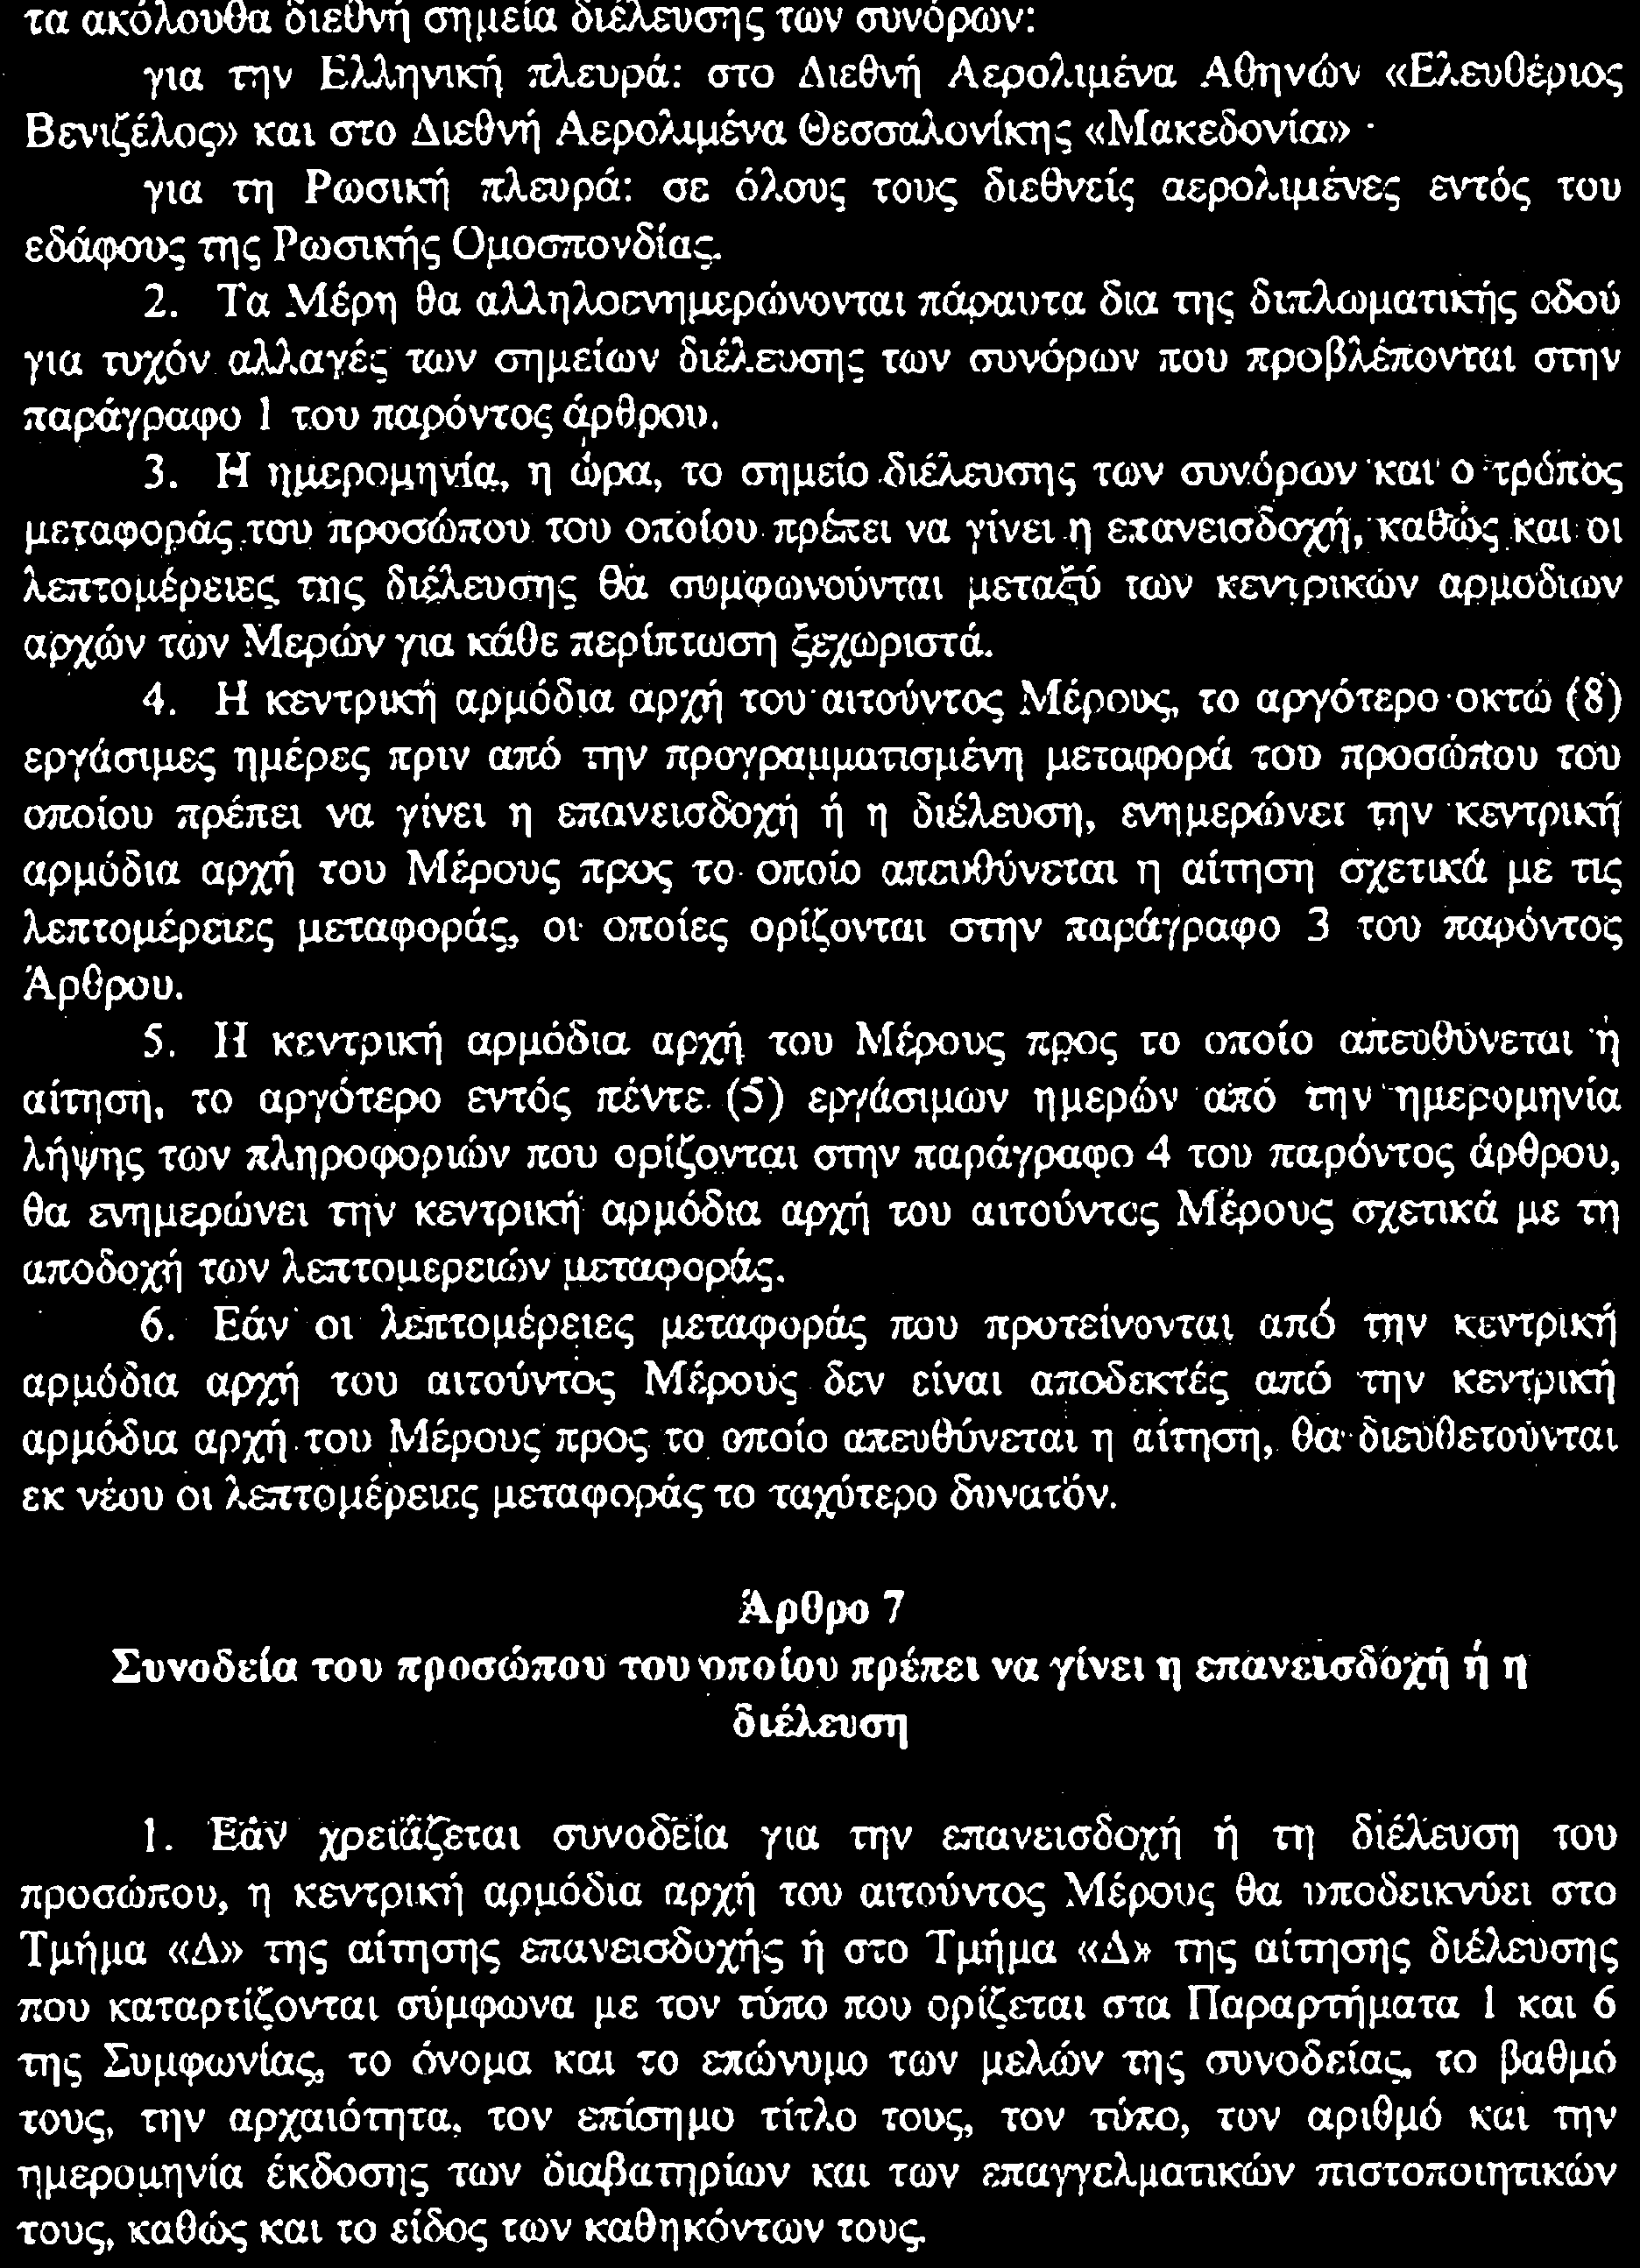 τα ακόλουθα διεθνή σημεία διέλευσης των συνόρων:
για την Ελληνική πλευρά: στο Διεθνή Αερολιμένα Αθηνών «Ελευθέριος
Βενιζέλος» και στο Διεθνή Αερολιμένα Θεσσαλονίκης «Μακεδονία» ·
για τη Ρωσική πλευρά: σε όλους τους διεθνείς αερολιμένες εντός του
εδάφους της Ρωσικής Ομοσπονδίας.
2. Τα Μέρη θα αλληλοενημερώνονται πάραυτα δια της διπλωματικής οδού
για τυχόν αλλαγές των σημείων διέλευσης των συνόρων που προβλέπονται στην
παράγραφο 1 του παρόντος άρθρου.
3. Η ημερομηνία, η ώρα, το σημείο διέλευσης των συνόρων και ο τρόπος
μεταφοράς του προσώπου του οποίου πρέπει να γίνει η επανεισδοχή, καθώς και οι
λεπτομέρειες της διέλευσης θα συμφωνούνται μεταξύ των κεντρικών αρμοδιων
αρχών των Μερών για κάθε περίπτωση ξεχωριστά.
4. Η κεντρική αρμόδια αρχή του αιτούντος Μέρους, το αργότερο οκτώ (8)
εργάσιμες ημέρες πριν από την προγραμματισμένη μεταφορά του προσώπου του
οποίου πρέπει να γίνει η επανεισδοχή ή η διέλευση, ενημερώνει την κεντρική
αρμόδια αρχή του Μέρους προς το οποίο απευθύνεται η αίτηση σχετικά με τις
λεπτομέρειες μεταφοράς, οι οποίες ορίζονται στην παράγραφο 3 του παρόντος
Άρθρου.
5. Η κεντρική αρμόδια αρχή του Μέρους προς το οποίο απευθύνεται ή
αίτηση, το αργότερο εντός πέντε (5) εργάσιμων ημερών από την ημερομηνία
λήψης των πληροφοριών που ορίζονται στην παράγραφο 4 του παρόντος άρθρου,
θα ενημερώνει την κεντρική αρμόδια αρχή του αιτούντος Μέρους σχετικά με τη
αποδοχή των λεπτομερειών μεταφοράς.
6. Εάν οι λεπτομέρειες μεταφοράς που προτείνονται από την κεντρική
αρμόδια αρχή του αιτούντος Μέρους δεν είναι αποδεκτές από την κεντρική
αρμόδια αρχή του Μέρους προς το οποίο απευθύνεται η αίτηση, θα διευθετούνται
εκ νέου οι λεπτομέρειες μεταφοράς το ταχύτερο δυνατόν.
Άρθρο 7
Συνοδεία του προσώπου του οποίου πρέπει να γίνει η επανεισδοχή ή η
διέλευση
1. Εάν χρειάζεται συνοδεία για την επανεισδοχή ή τη διέλευση του
προσώπου, η κεντρική αρμόδια αρχή του αιτούντος Μέρους θα υποδεικνύει στο
Τμήμα «Δ» της αίτησης επανεισδοχής ή στο Τμήμα «Δ» της αίτησης διέλευσης
που καταρτίζονται σύμφωνα με τον τύπο που ορίζεται στα Παραρτήματα 1 και 6
της Συμφωνίας, το όνομα και το επώνυμο των μελών της συνοδείας, το βαθμό
τους, την αρχαιότητα, τον επίσημο τίτλο τους, τον τύπο, τον αριθμό και την
ημερομηνία έκδοσης των διαβατηρίων και των επαγγελματικών πιστοποιητικών
τους, καθώς και το είδος των καθηκόντων τους.